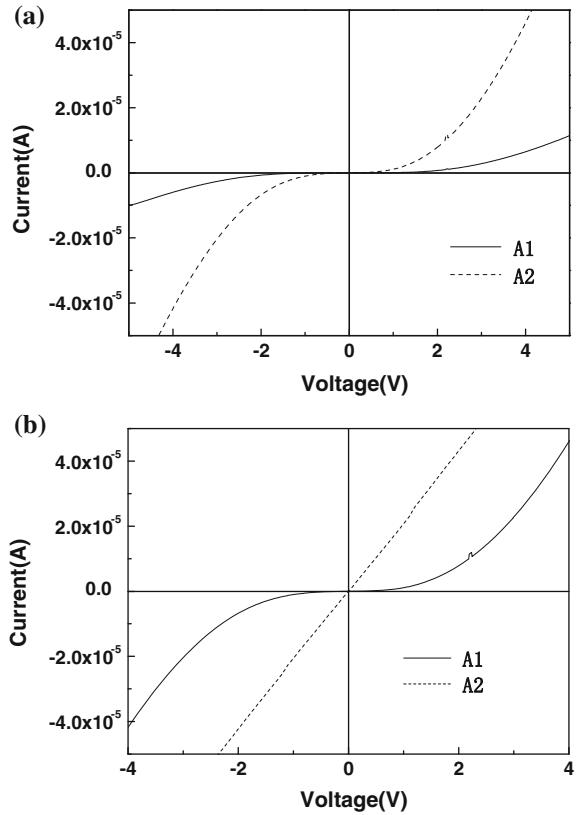 (a)
Current(A)
4.0x10⁻⁵
2.0x10⁻⁵
0.0
-2.0x10⁻⁵
-4.0x10⁻⁵
A1
A2
-4 -2 0 2 4
Voltage(V)
(b)
Current(A)
4.0x10⁻⁵
2.0x10⁻⁵
0.0
-2.0x10⁻⁵
-4.0x10⁻⁵
A1
A2
-4 -2 0 2 4
Voltage(V)